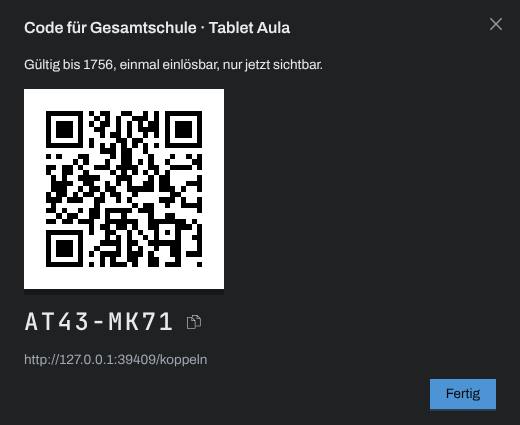 Code für Gesamtschule · Tablet Aula
Gültig bis 1756, einmal einlösbar, nur jetzt sichtbar.
AT43-MK71
http://127.0.0.1:39409/koppeln
Fertig